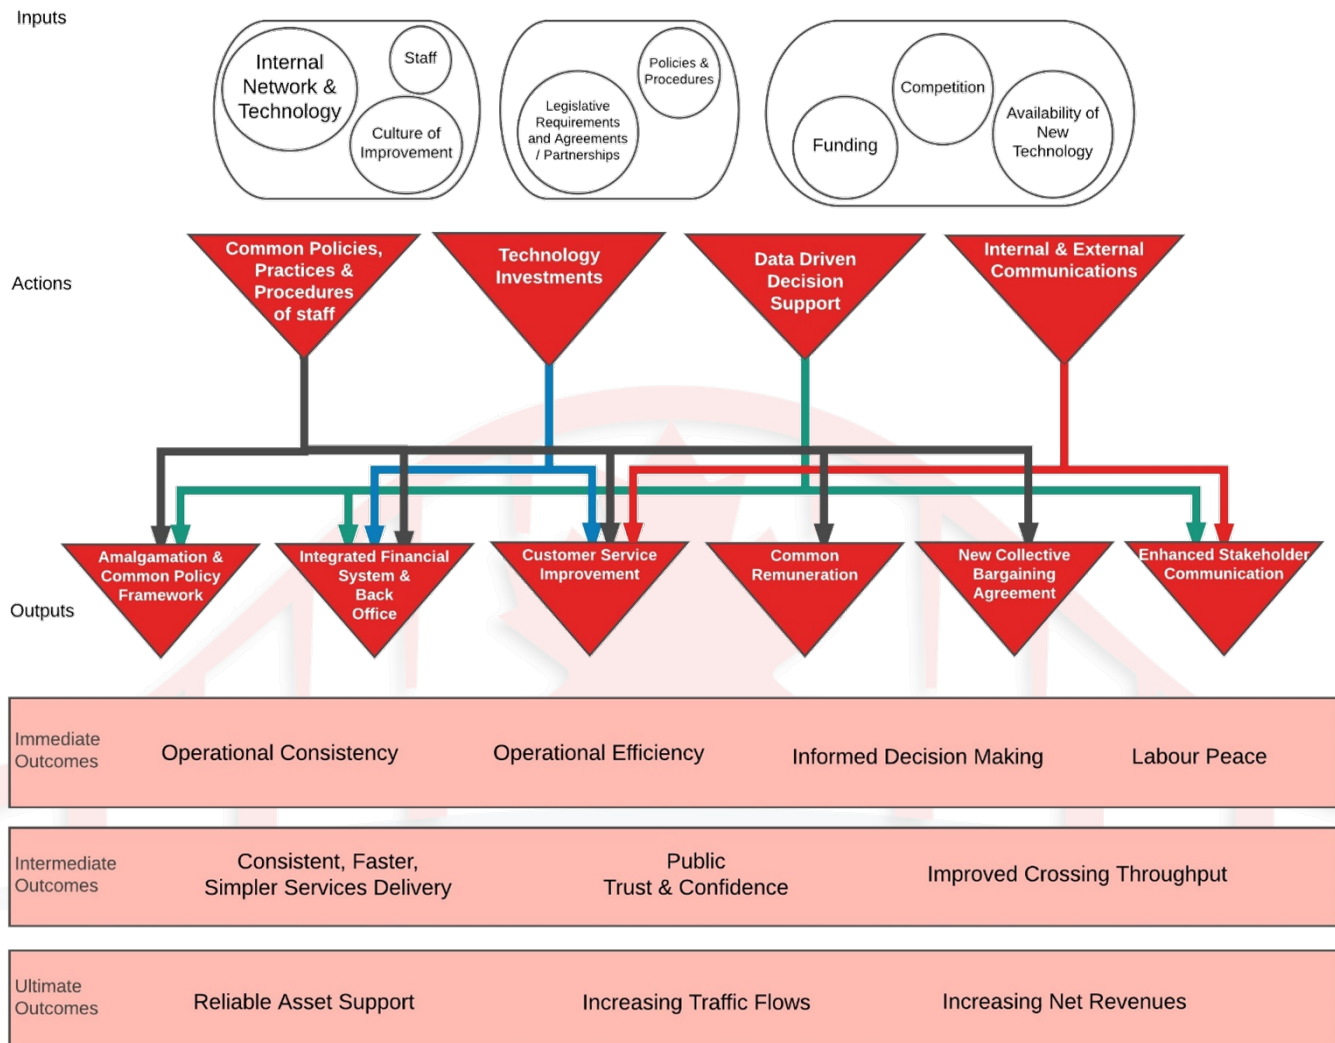 Inputs
Internal
Network &
Technology
Staff
Culture of
Improvement
Legislative
Requirements
and Agreements
/ Partnerships
Policies &
Procedures
Funding
Competition
Availability of
New
Technology
Actions
Common Policies,
Practices &
Procedures
of staff
Technology
Investments
Data Driven
Decision
Support
Internal & External
Communications
Outputs
Amalgamation &
Common Policy
Framework
Integrated Financial
System &
Back
Office
Customer Service
Improvement
Common
Remuneration
New Collective
Bargaining
Agreement
Enhanced Stakeholder
Communication
Immediate
Outcomes
Operational Consistency
Operational Efficiency
Informed Decision Making
Labour Peace
Intermediate
Outcomes
Consistent, Faster,
Simpler Services Delivery
Public
Trust & Confidence
Improved Crossing Throughput
Ultimate
Outcomes
Reliable Asset Support
Increasing Traffic Flows
Increasing Net Revenues